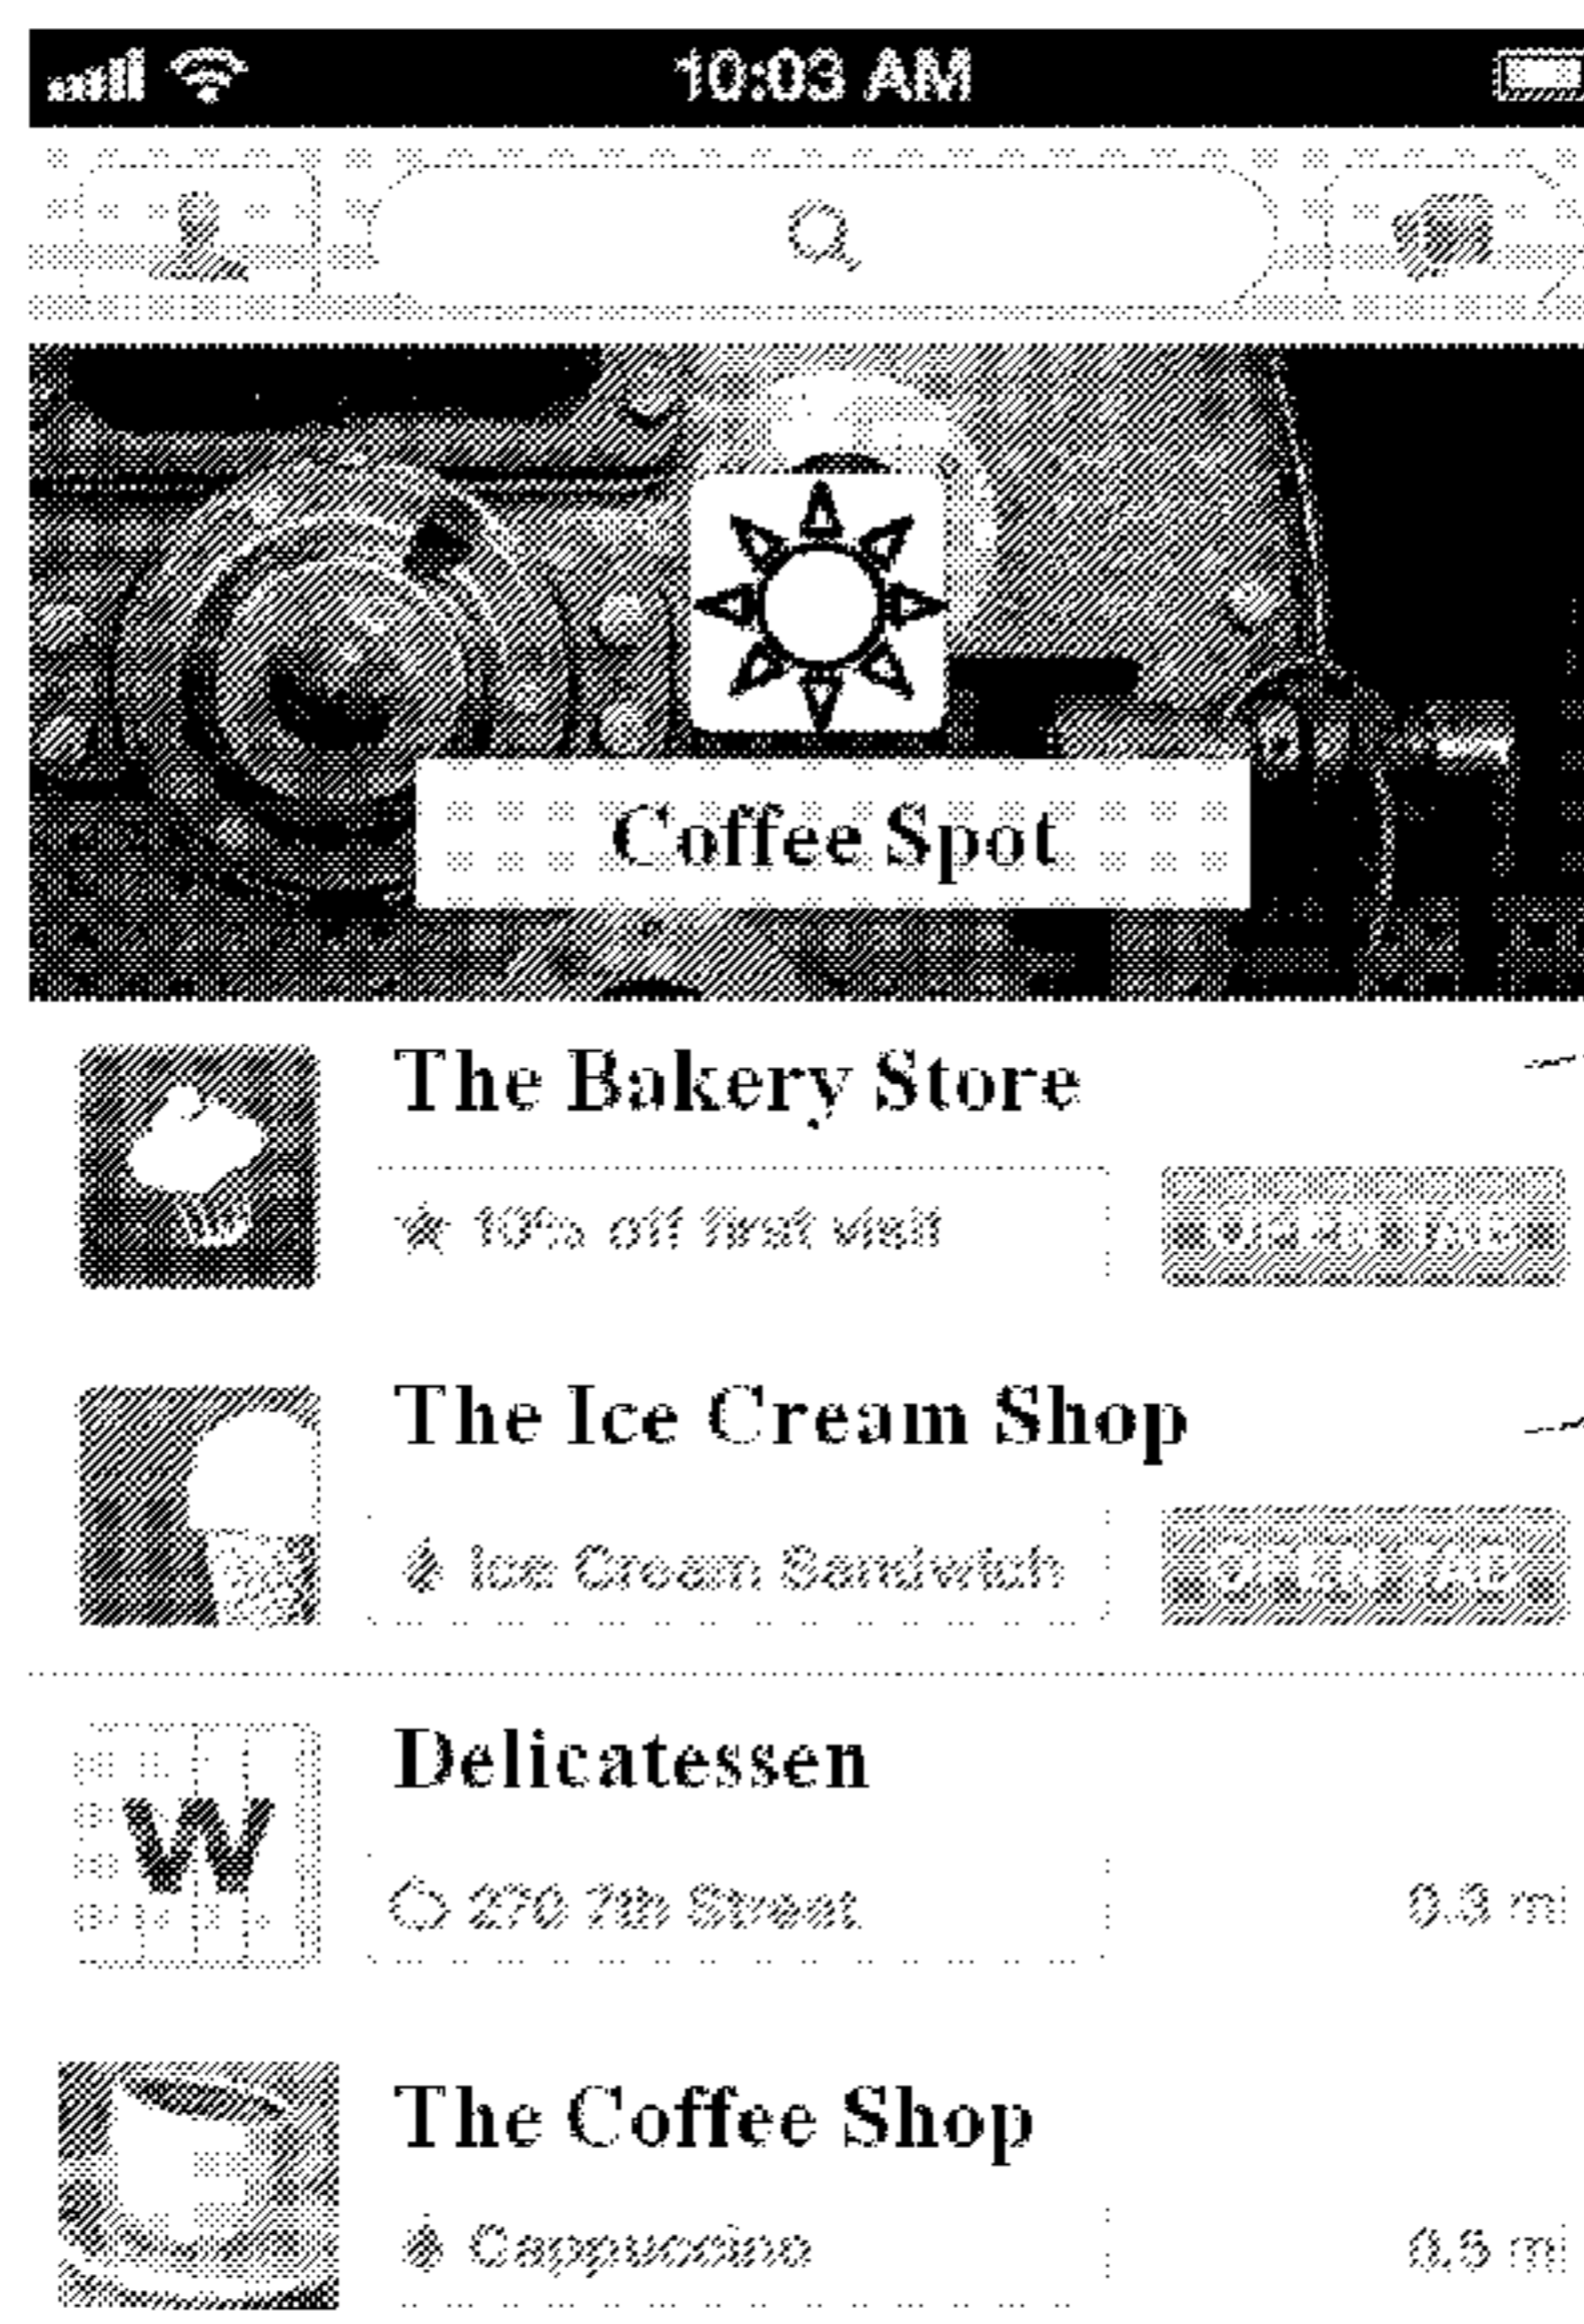 10:03 AM
Coffee Spot
The Bakery Store
10% off first visit
The Ice Cream Shop
Ice Cream Sandwich
Delicatessen
W
270 7th Street
0.3 mi
The Coffee Shop
Cappuccino
0.5 mi